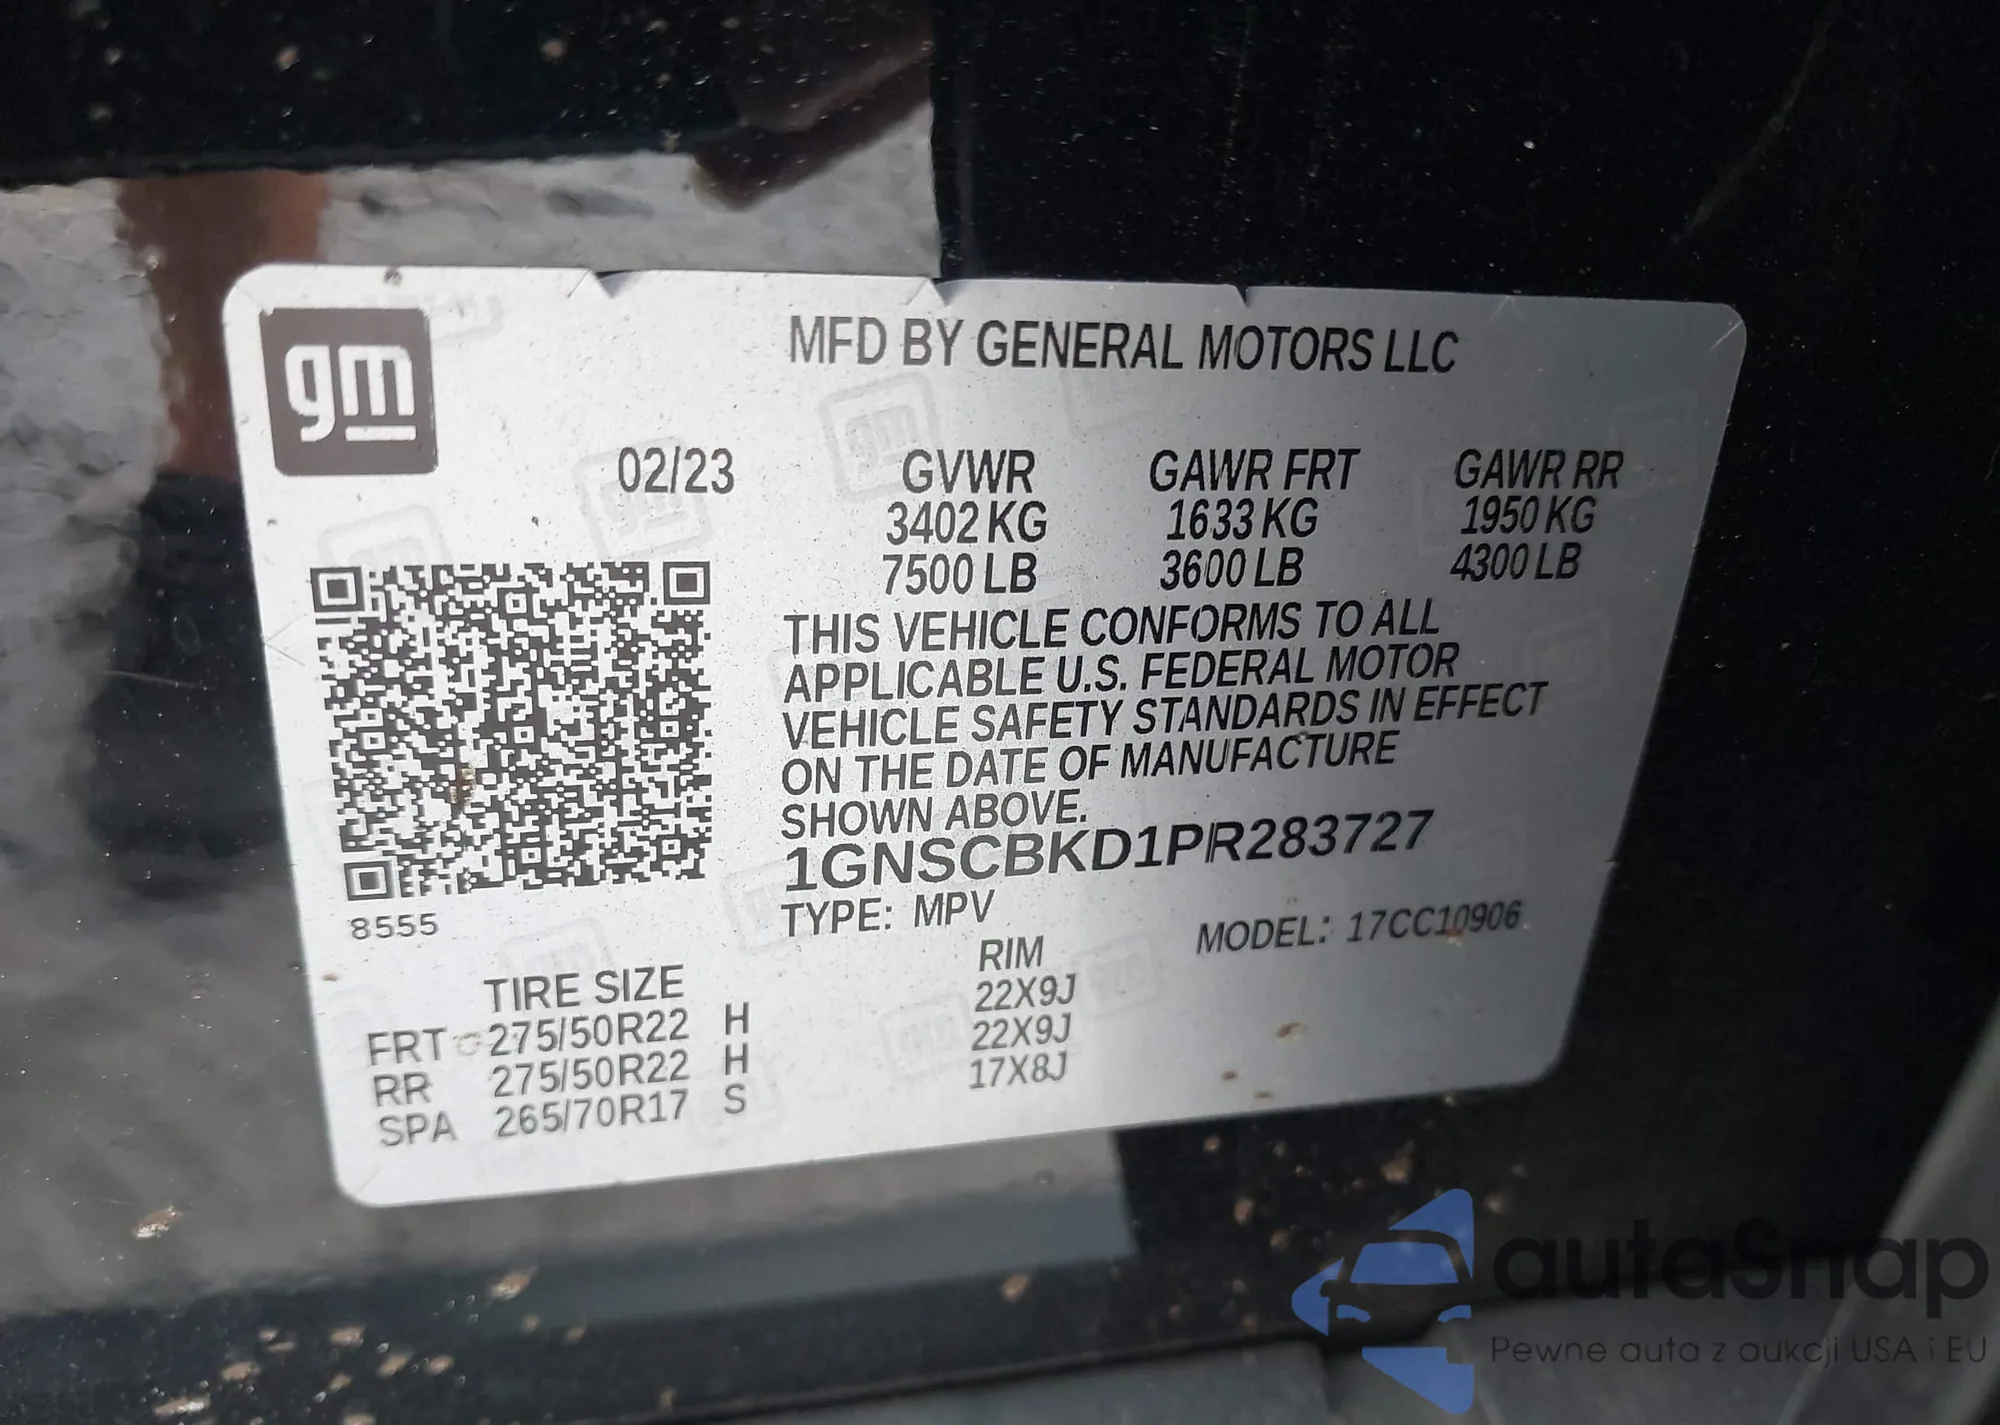 gm
MFD BY GENERAL MOTORS LLC
02/23 GVWR GAWR FRT GAWR RR
3402 KG 1633 KG 1950 KG
7500 LB 3600 LB 4300 LB
THIS VEHICLE CONFORMS TO ALL
APPLICABLE U.S. FEDERAL MOTOR
VEHICLE SAFETY STANDARDS IN EFFECT
ON THE DATE OF MANUFACTURE
SHOWN ABOVE.
1GNSCBKD1PR283727
8555
TYPE: MPV MODEL: 17CC10906
TIRE SIZE RIM
FRT 275/50R22 H 22X9J
RR 275/50R22 H 22X9J
SPA 265/70R17 S 17X8J
autaSnap
Pewne auta z aukcji USA i EU